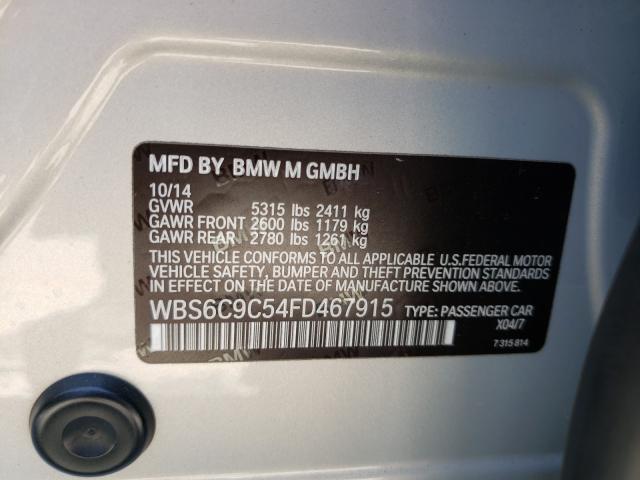 MFD BY BMW M GMBH
10/14
GVWR 5315 lbs 2411 kg
GAWR FRONT 2600 lbs 1179 kg
GAWR REAR 2780 lbs 1261 kg
THIS VEHICLE CONFORMS TO ALL APPLICABLE U.S.FEDERAL MOTOR
VEHICLE SAFETY, BUMPER, AND THEFT PREVENTION STANDARDS
IN EFFECT ON THE DATE OF MANUFACTURE SHOWN ABOVE.
WBS6C9C54FD467915 TYPE: PASSENGER CAR
X04/7
7 315 814